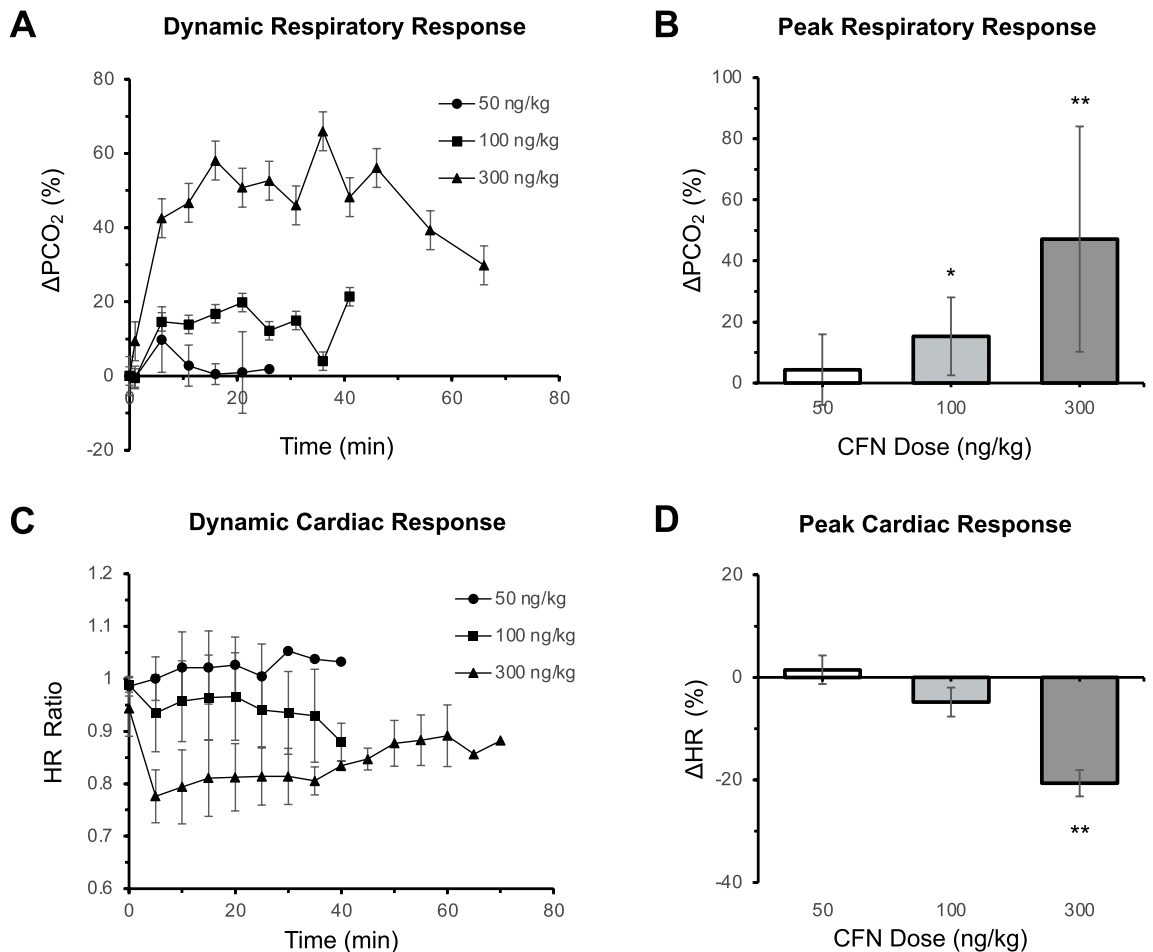 A
Dynamic Respiratory Response
80
60
40
20
0
-20
ΔPCO₂ (%)
50 ng/kg
100 ng/kg
300 ng/kg
0 20 40 60 80
Time (min)
B
Peak Respiratory Response
100
80
60
40
20
0
ΔPCO₂ (%)
*
**
50 100 300
CFN Dose (ng/kg)
C
Dynamic Cardiac Response
1.2
1.1
1
0.9
0.8
0.7
0.6
HR Ratio
50 ng/kg
100 ng/kg
300 ng/kg
0 20 40 60 80
Time (min)
D
Peak Cardiac Response
20
0
-20
-40
ΔHR (%)
**
50 100 300
CFN Dose (ng/kg)